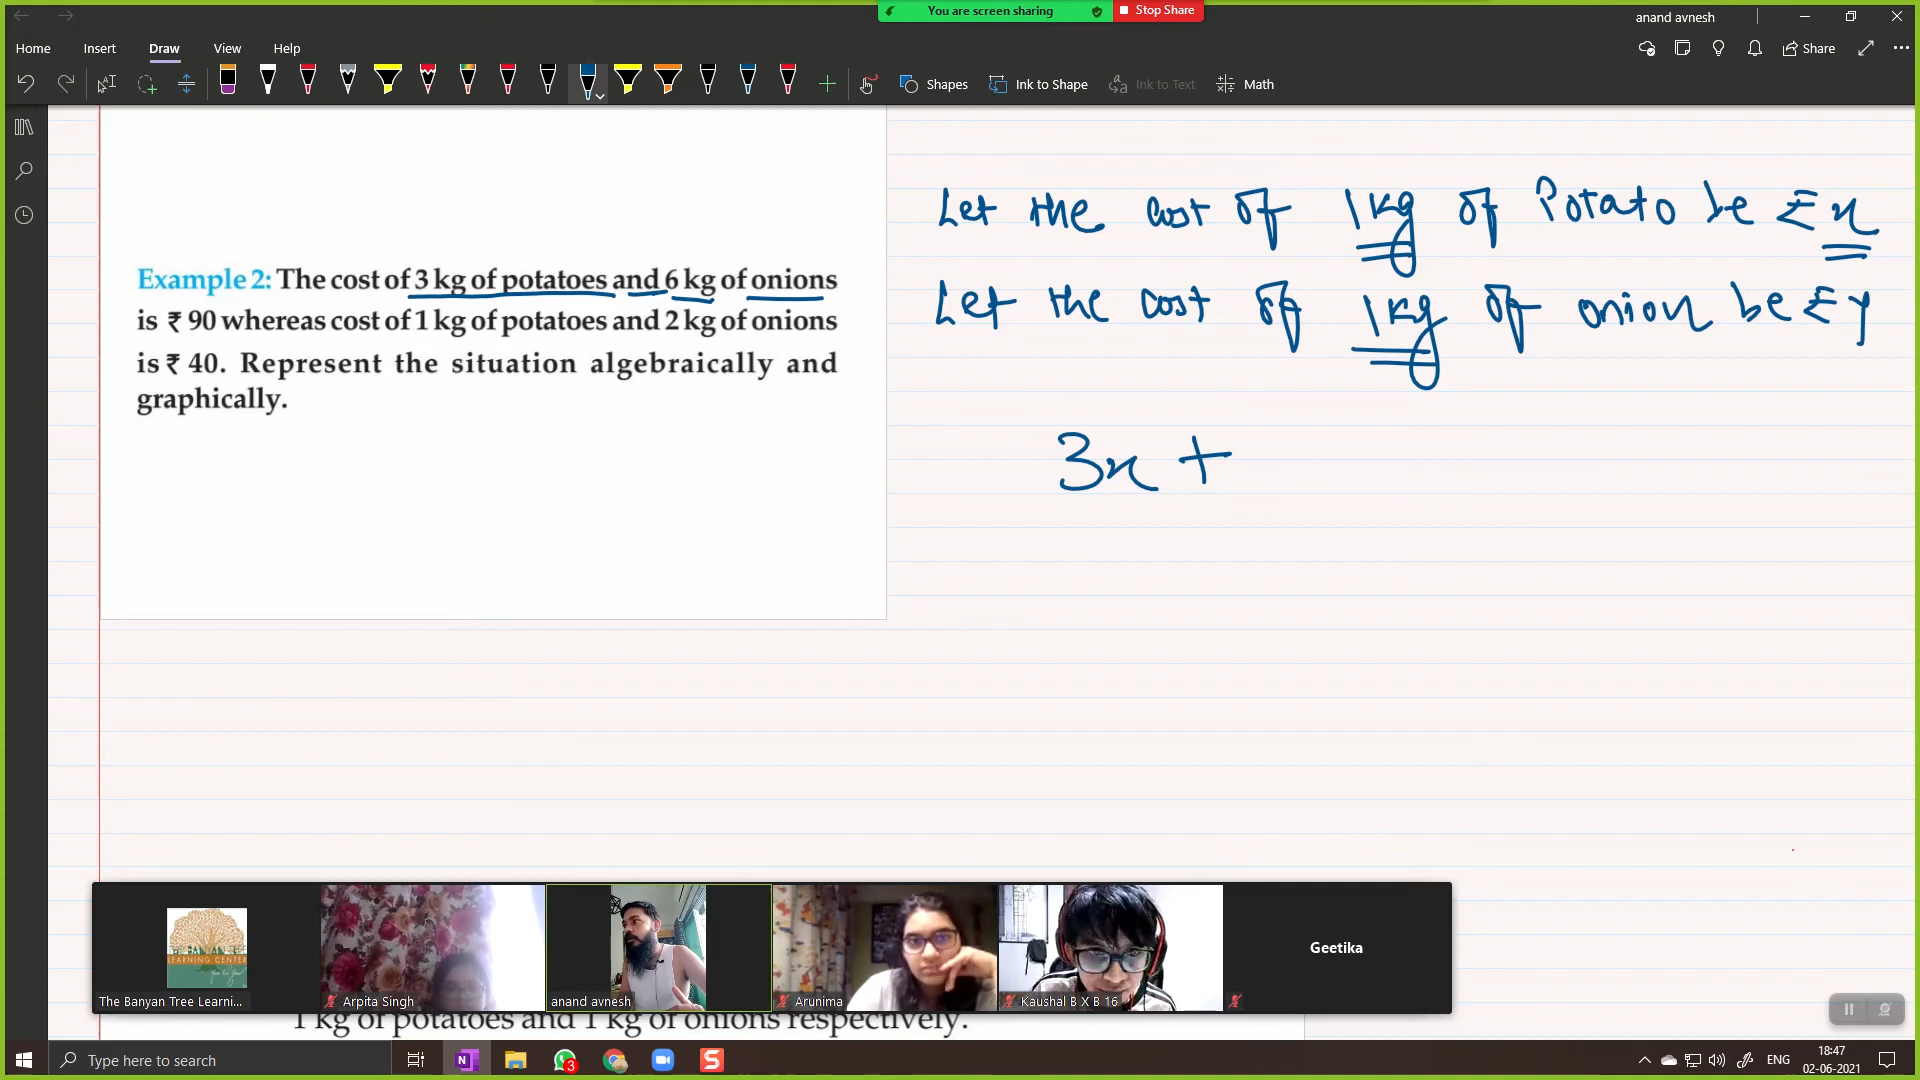 You are screen sharing
Stop Share
anand avnesh
Home Insert Draw View Help
Share
Shapes
Ink to Shape
Ink to Text
Math
Let the cost of 1kg of Potato be ₹ x
Let the cost of 1kg of onion be ₹ y
3x +
Example 2: The cost of 3 kg of potatoes and 6 kg of onions
is ₹ 90 whereas cost of 1 kg of potatoes and 2 kg of onions
is ₹ 40. Represent the situation algebraically and
graphically.
Geetika
The Banyan Tree Learni...
Arpita Singh
anand avnesh
Arunima
Kaushal B X B 16
LEARNING CENTER
1 kg of potatoes and 1 kg of onions respectively.
Type here to search
3
ENG
18:47
02-06-2021